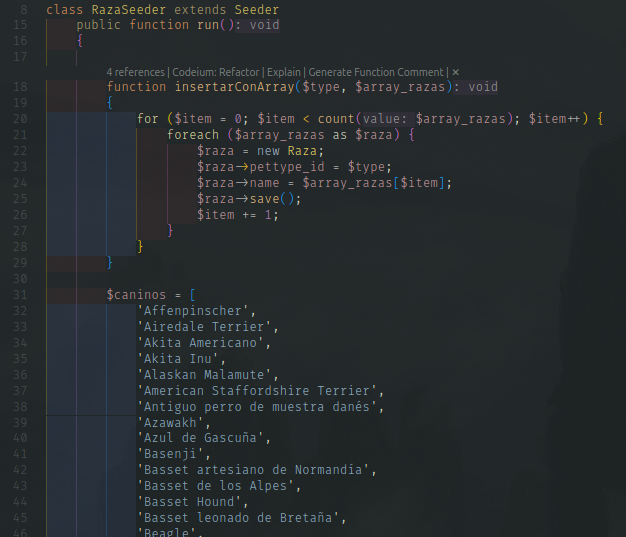 8 class RazaSeeder extends Seeder
15 public function run(): void
16 {
17
4 references | Codeium: Refactor | Explain | Generate Function Comment | ✕
18 function insertarConArray($type, $array_razas): void
19 {
20 for ($item = 0; $item < count(value: $array_razas); $item++) {
21 foreach ($array_razas as $raza) {
22 $raza = new Raza;
23 $raza->pettype_id = $type;
24 $raza->name = $array_razas[$item];
25 $raza->save();
26 $item += 1;
27 }
28 }
29 }
30
31 $caninos = [
32 'Affenpinscher',
33 'Airedale Terrier',
34 'Akita Americano',
35 'Akita Inu',
36 'Alaskan Malamute',
37 'American Staffordshire Terrier',
38 'Antiguo perro de muestra danés',
39 'Azawakh',
40 'Azul de Gascuña',
41 'Basenji',
42 'Basset artesiano de Normandia',
43 'Basset de los Alpes',
44 'Basset Hound',
45 'Basset leonado de Bretaña',
46 'Beagle',